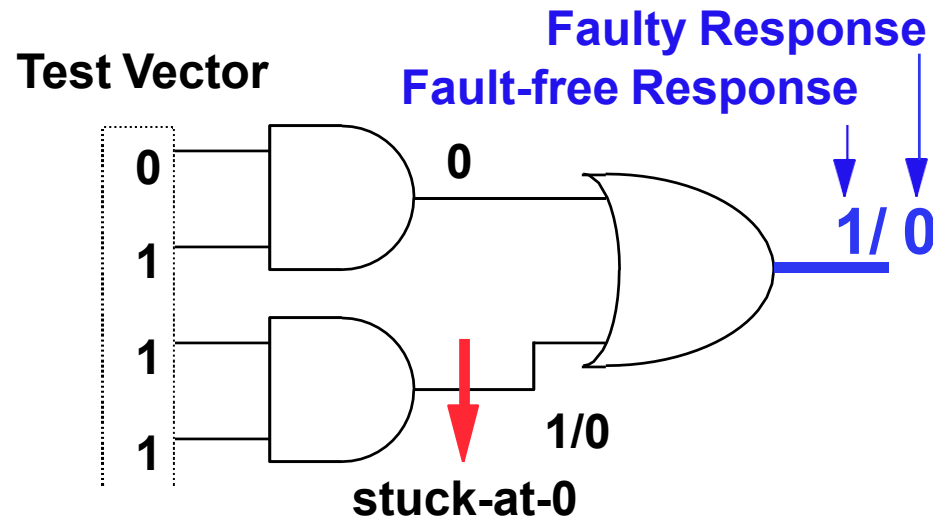 Faulty Response
Test Vector
Fault-free Response
0
0
1/ 0
1
1
1/0
1
stuck-at-0